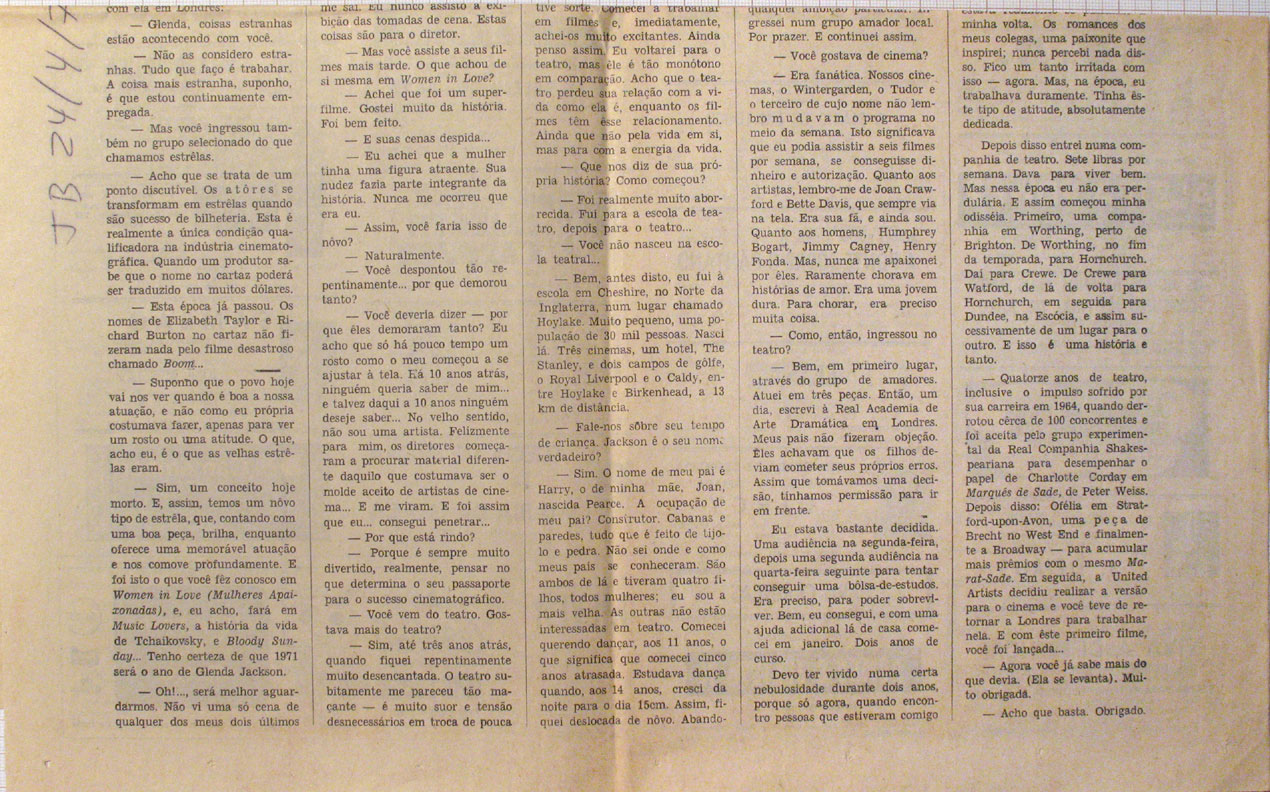 JB 24/4/7
com ela em Londres:
— Glenda, coisas estranhas
estão acontecendo com você.
— Não as considero estra-
nhas. Tudo que faço é trabahar.
A coisa mais estranha, suponho,
é que estou continuamente em-
pregada.
— Mas você ingressou tam-
bém no grupo selecionado do que
chamamos estrêlas.
— Acho que se trata de um
ponto discutível. Os atôres se
transformam em estrêlas quando
são sucesso de bilheteria. Esta é
realmente a única condição qua-
lificadora na indústria cinemato-
gráfica. Quando um produtor sa-
be que o nome no cartaz poderá
ser traduzido em muitos dólares.
— Esta época já passou. Os
nomes de Elizabeth Taylor e Ri-
chard Burton no cartaz não fi-
zeram nada pelo filme desastroso
chamado Boom...
— Suponho que o povo hoje
vai nos ver quando é boa a nossa
atuação, e não como eu própria
costumava fazer, apenas para ver
um rosto ou uma atitude. O que,
acho eu, é o que as velhas estrê-
las eram.
— Sim, um conceito hoje
morto. E, assim, temos um nôvo
tipo de estrêla, que, contando com
uma boa peça, brilha, enquanto
oferece uma memorável atuação
e nos comove profundamente. E
foi isto o que você fêz conosco em
Women in Love (Mulheres Apai-
xonadas), e, eu acho, fará em
Music Lovers, a história da vida
de Tchaikovsky, e Bloody Sun-
day... Tenho certeza de que 1971
será o ano de Glenda Jackson.
— Oh!..., será melhor aguar-
darmos. Não vi uma só cena de
qualquer dos meus dois últimos
me sai. Eu nunco assisto a exi-
bição das tomadas de cena. Estas
coisas são para o diretor.
— Mas você assiste a seus fil-
mes mais tarde. O que achou de
si mesma em Women in Love?
— Achei que foi um super-
filme. Gostei muito da história.
Foi bem feito.
— E suas cenas despida...
— Eu achei que a mulher
tinha uma figura atraente. Sua
nudez fazia parte integrante da
história. Nunca me ocorreu que
era eu.
— Assim, você faria isso de
nôvo?
— Naturalmente.
— Você despontou tão re-
pentinamente... por que demorou
tanto?
— Você deveria dizer — por
que êles demoraram tanto? Eu
acho que só há pouco tempo um
rosto como o meu começou a se
ajustar à tela. Há 10 anos atrás,
ninguém queria saber de mim...
e talvez daqui a 10 anos ninguém
deseje saber... No velho sentido,
não sou uma artista. Felizmente
para mim, os diretores começa-
ram a procurar material diferen-
te daquilo que costumava ser o
molde aceito de artistas de cine-
ma... E me viram. E foi assim
que eu... consegui penetrar...
— Por que está rindo?
— Porque é sempre muito
divertido, realmente, pensar no
que determina o seu passaporte
para o sucesso cinematográfico.
— Você vem do teatro. Gos-
tava mais do teatro?
— Sim, até três anos atrás,
quando fiquei repentinamente
muito desencantada. O teatro su-
bitamente me pareceu tão ma-
çante — é muito suor e tensão
desnecessários em troca de pouca
tive sorte. Comecei a trabalhar
em filmes e, imediatamente,
achei-os muito excitantes. Ainda
penso assim. Eu voltarei para o
teatro, mas êle é tão monótono
em comparação. Acho que o tea-
tro perdeu sua relação com a vi-
da como ela é, enquanto os fil-
mes têm êsse relacionamento.
Ainda que não pela vida em si,
mas para com a energia da vida.
— Que nos diz de sua pró-
pria história? Como começou?
— Foi realmente muito abor-
recida. Fui para a escola de tea-
tro, depois para o teatro...
— Você não nasceu na esco-
la teatral...
— Bem, antes disto, eu fui à
escola em Cheshire, no Norte da
Inglaterra, num lugar chamado
Hoylake. Muito pequeno, uma po-
pulação de 30 mil pessoas. Nasci
lá. Três cinemas, um hotel, The
Stanley, e dois campos de gôlfe,
o Royal Liverpool e o Caldy, en-
tre Hoylake e Birkenhead, a 13
km de distância.
— Fale-nos sôbre seu tempo
de criança. Jackson é o seu nome
verdadeiro?
— Sim. O nome de meu pai é
Harry, o de minha mãe, Joan,
nascida Pearce. A ocupação de
meu pai? Construtor. Cabanas e
paredes, tudo que é feito de tijo-
lo e pedra. Não sei onde e como
meus pais se conheceram. São
ambos de lá e tiveram quatro fi-
lhos, todos mulheres; eu sou a
mais velha. As outras não estão
interessadas em teatro. Comecei
querendo dançar, aos 11 anos, o
que significa que comecei cinco
anos atrasada. Estudava dança
quando, aos 14 anos, cresci da
noite para o dia 15cm. Assim, fi-
quei deslocada de nôvo. Abando-
qualquer ambição particular. In-
gressei num grupo amador local.
Por prazer. E continuei assim.
— Você gostava de cinema?
— Era fanática. Nossos cine-
mas, o Wintergarden, o Tudor e
o terceiro de cujo nome não lem-
bro mudavam o programa no
meio da semana. Isto significava
que eu podia assistir a seis filmes
por semana, se conseguisse di-
nheiro e autorização. Quanto aos
artistas, lembro-me de Joan Craw-
ford e Bette Davis, que sempre via
na tela. Era sua fã, e ainda sou.
Quanto aos homens, Humphrey
Bogart, Jimmy Cagney, Henry
Fonda. Mas, nunca me apaixonei
por êles. Raramente chorava em
histórias de amor. Era uma jovem
dura. Para chorar, era preciso
muita coisa.
— Como, então, ingressou no
teatro?
— Bem, em primeiro lugar,
através do grupo de amadores.
Atuei em três peças. Então, um
dia, escrevi à Real Academia de
Arte Dramática em Londres.
Meus pais não fizeram objeção.
Êles achavam que os filhos de-
viam cometer seus próprios erros.
Assim que tomávamos uma deci-
são, tínhamos permissão para ir
em frente.
Eu estava bastante decidida.
Uma audiência na segunda-feira,
depois uma segunda audiência na
quarta-feira seguinte para tentar
conseguir uma bôlsa-de-estudos.
Era preciso, para poder sobrevi-
ver. Bem, eu consegui, e com uma
ajuda adicional lá de casa come-
cei em janeiro. Dois anos de
curso.
Devo ter vivido numa certa
nebulosidade durante dois anos,
porque só agora, quando encon-
tro pessoas que estiveram comigo
minha volta. Os romances dos
meus colegas, uma paixonite que
inspirei; nunca percebi nada dis-
so. Fico um tanto irritada com
isso — agora. Mas, na época, eu
trabalhava duramente. Tinha ês-
te tipo de atitude, absolutamente
dedicada.
Depois disso entrei numa com-
panhia de teatro. Sete libras por
semana. Dava para viver bem.
Mas nessa época eu não era per-
dulária. E assim começou minha
odisséia. Primeiro, uma compa-
nhia em Worthing, perto de
Brighton. De Worthing, no fim
da temporada, para Hornchurch.
Daí para Crewe. De Crewe para
Watford, de lá de volta para
Hornchurch, em seguida para
Dundee, na Escócia, e assim su-
cessivamente de um lugar para o
outro. E isso é uma história e
tanto.
— Quatorze anos de teatro,
inclusive o impulso sofrido por
sua carreira em 1964, quando der-
rotou cêrca de 100 concorrentes e
foi aceita pelo grupo experimen-
tal da Real Companhia Shakes-
peariana para desempenhar o
papel de Charlotte Corday em
Marquês de Sade, de Peter Weiss.
Depois disso: Ofélia em Strat-
ford-upon-Avon, uma peça de
Brecht no West End e finalmen-
te a Broadway — para acumular
mais prêmios com o mesmo Ma-
rat-Sade. Em seguida, a United
Artists decidiu realizar a versão
para o cinema e você teve de re-
tornar a Londres para trabalhar
nela. E com êste primeiro filme,
você foi lançada...
— Agora você já sabe mais do
que devia. (Ela se levanta). Mui-
to obrigada.
— Acho que basta. Obrigado.